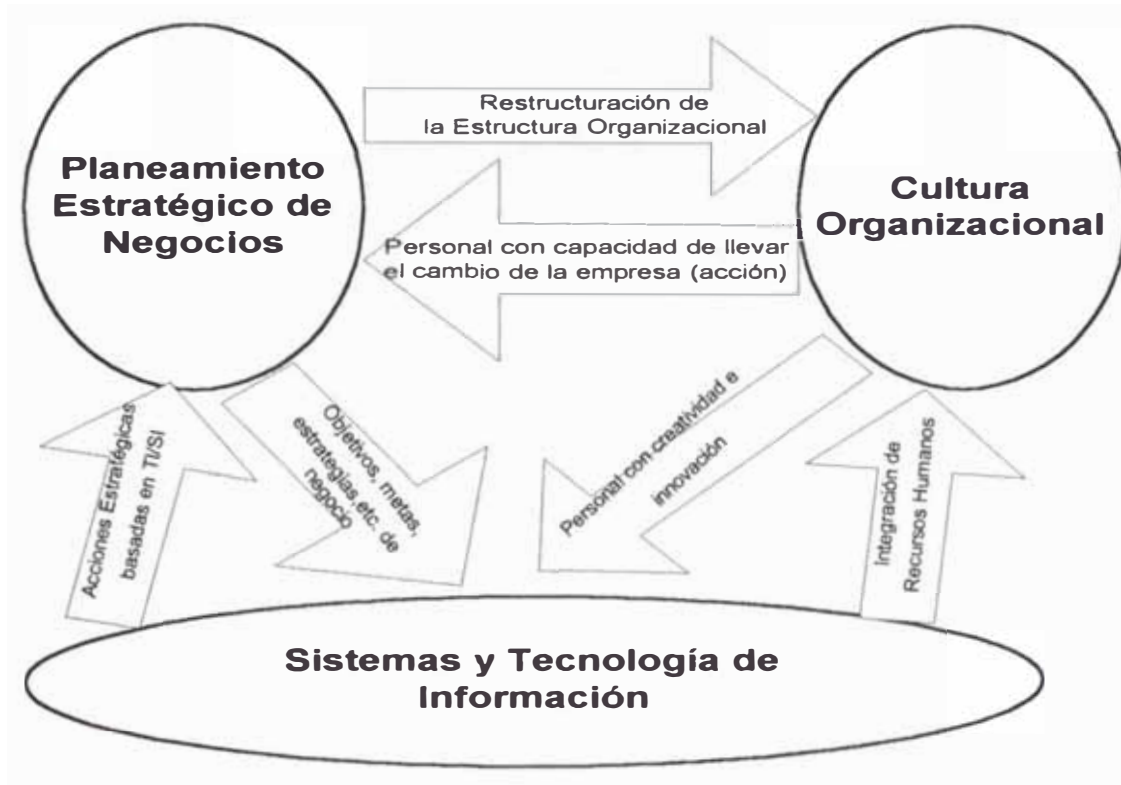 Restructuración de
la Estructura Organizacional
Planeamiento
Estratégico de
Negocios
Cultura
Organizacional
Personal con capacidad de llevar
el cambio de la empresa (acción)
Acciones Estratégicas
basadas en TI/SI
Objetivos, metas,
estrategias,etc. de
negocio
Personal con creatividad e
innovación
Integración de
Recursos Humanos
Sistemas y Tecnología de
Información